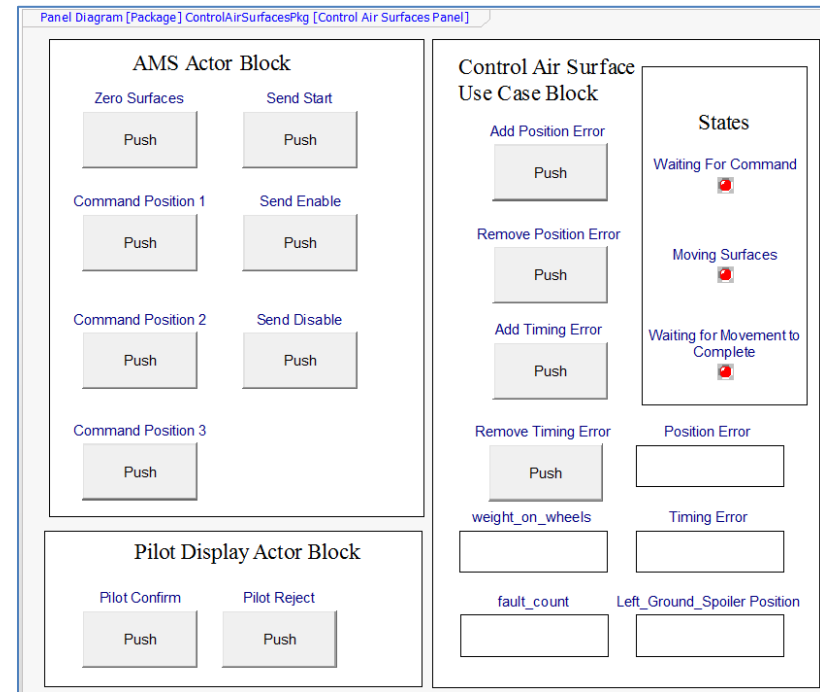 Panel Diagram [Package] ControlAirSurfacesPkg [Control Air Surfaces Panel]
AMS Actor Block
Zero Surfaces
Send Start
Push
Push
Command Position 1
Send Enable
Push
Push
Command Position 2
Send Disable
Push
Push
Command Position 3
Push
Pilot Display Actor Block
Pilot Confirm
Pilot Reject
Push
Push
Control Air Surface
Use Case Block
Add Position Error
Push
Remove Position Error
Push
Add Timing Error
Push
Remove Timing Error
Push
States
Waiting For Command
Moving Surfaces
Waiting for Movement to
Complete
Position Error
weight_on_wheels
Timing Error
fault_count
Left_Ground_Spoiler Position